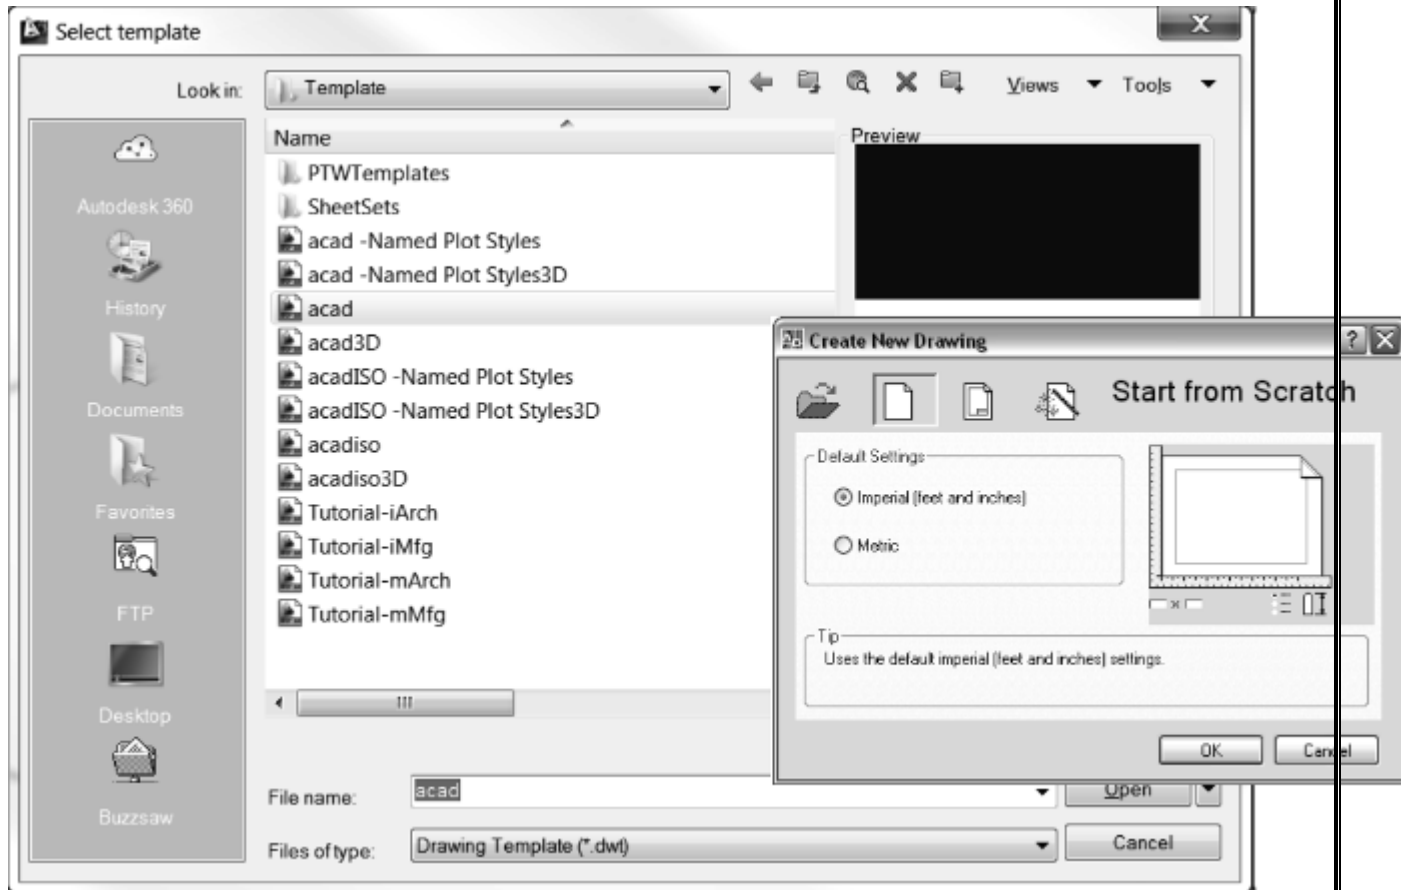 Select template
X
Look in:
Template
Views
Tools
Name
Preview
PTWTemplates
SheetSets
acad -Named Plot Styles
acad -Named Plot Styles3D
acad
acad3D
acadISO -Named Plot Styles
acadISO -Named Plot Styles3D
acadiso
acadiso3D
Tutorial-iArch
Tutorial-iMfg
Tutorial-mArch
Tutorial-mMfg
Autodesk 360
History
Documents
Favorites
FTP
Desktop
Buzzsaw
File name:
acad
Open
Files of type:
Drawing Template (*.dwt)
Cancel
Create New Drawing
?
X
Start from Scratch
Default Settings
Imperial (feet and inches)
Metric
Tip
Uses the default imperial (feet and inches) settings.
OK
Cancel